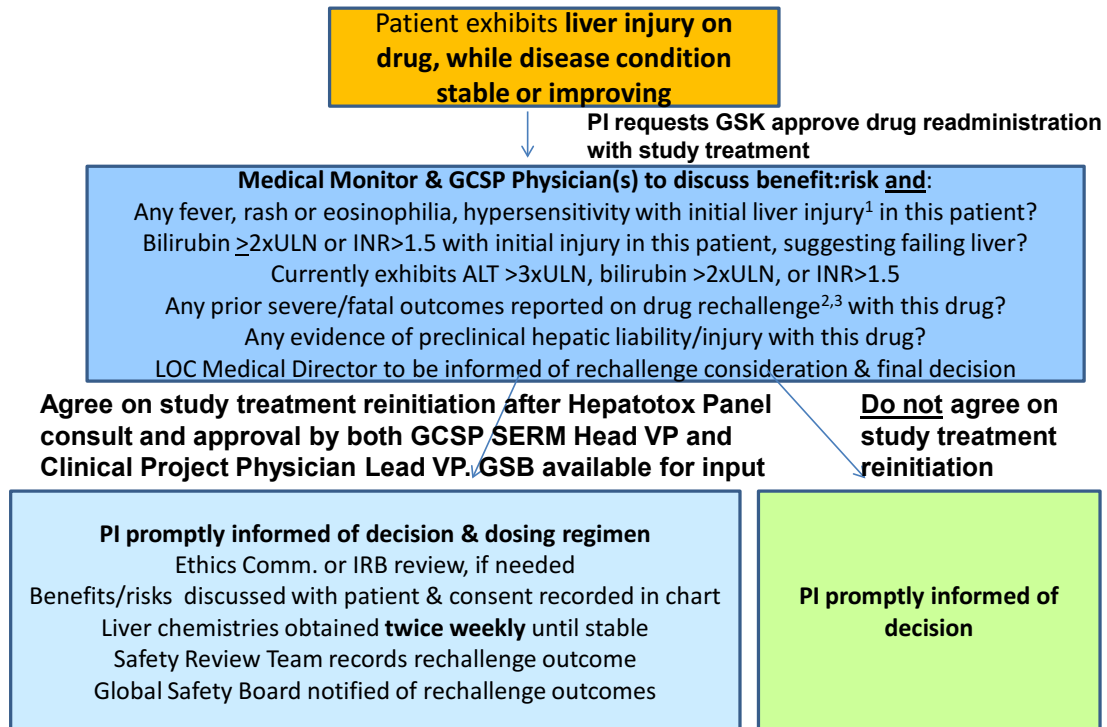 Patient exhibits liver injury on
drug, while disease condition
stable or improving
PI requests GSK approve drug readministration
with study treatment
Medical Monitor & GCSP Physician(s) to discuss benefit:risk and:
Any fever, rash or eosinophilia, hypersensitivity with initial liver injury¹ in this patient?
Bilirubin ≥2xULN or INR>1.5 with initial injury in this patient, suggesting failing liver?
Currently exhibits ALT >3xULN, bilirubin >2xULN, or INR>1.5
Any prior severe/fatal outcomes reported on drug rechallenge²,³ with this drug?
Any evidence of preclinical hepatic liability/injury with this drug?
LOC Medical Director to be informed of rechallenge consideration & final decision
Agree on study treatment reinitiation after Hepatotox Panel
consult and approval by both GCSP SERM Head VP and
Clinical Project Physician Lead VP. GSB available for input
Do not agree on
study treatment
reinitiation
PI promptly informed of decision & dosing regimen
Ethics Comm. or IRB review, if needed
Benefits/risks discussed with patient & consent recorded in chart
Liver chemistries obtained twice weekly until stable
Safety Review Team records rechallenge outcome
Global Safety Board notified of rechallenge outcomes
PI promptly informed of
decision